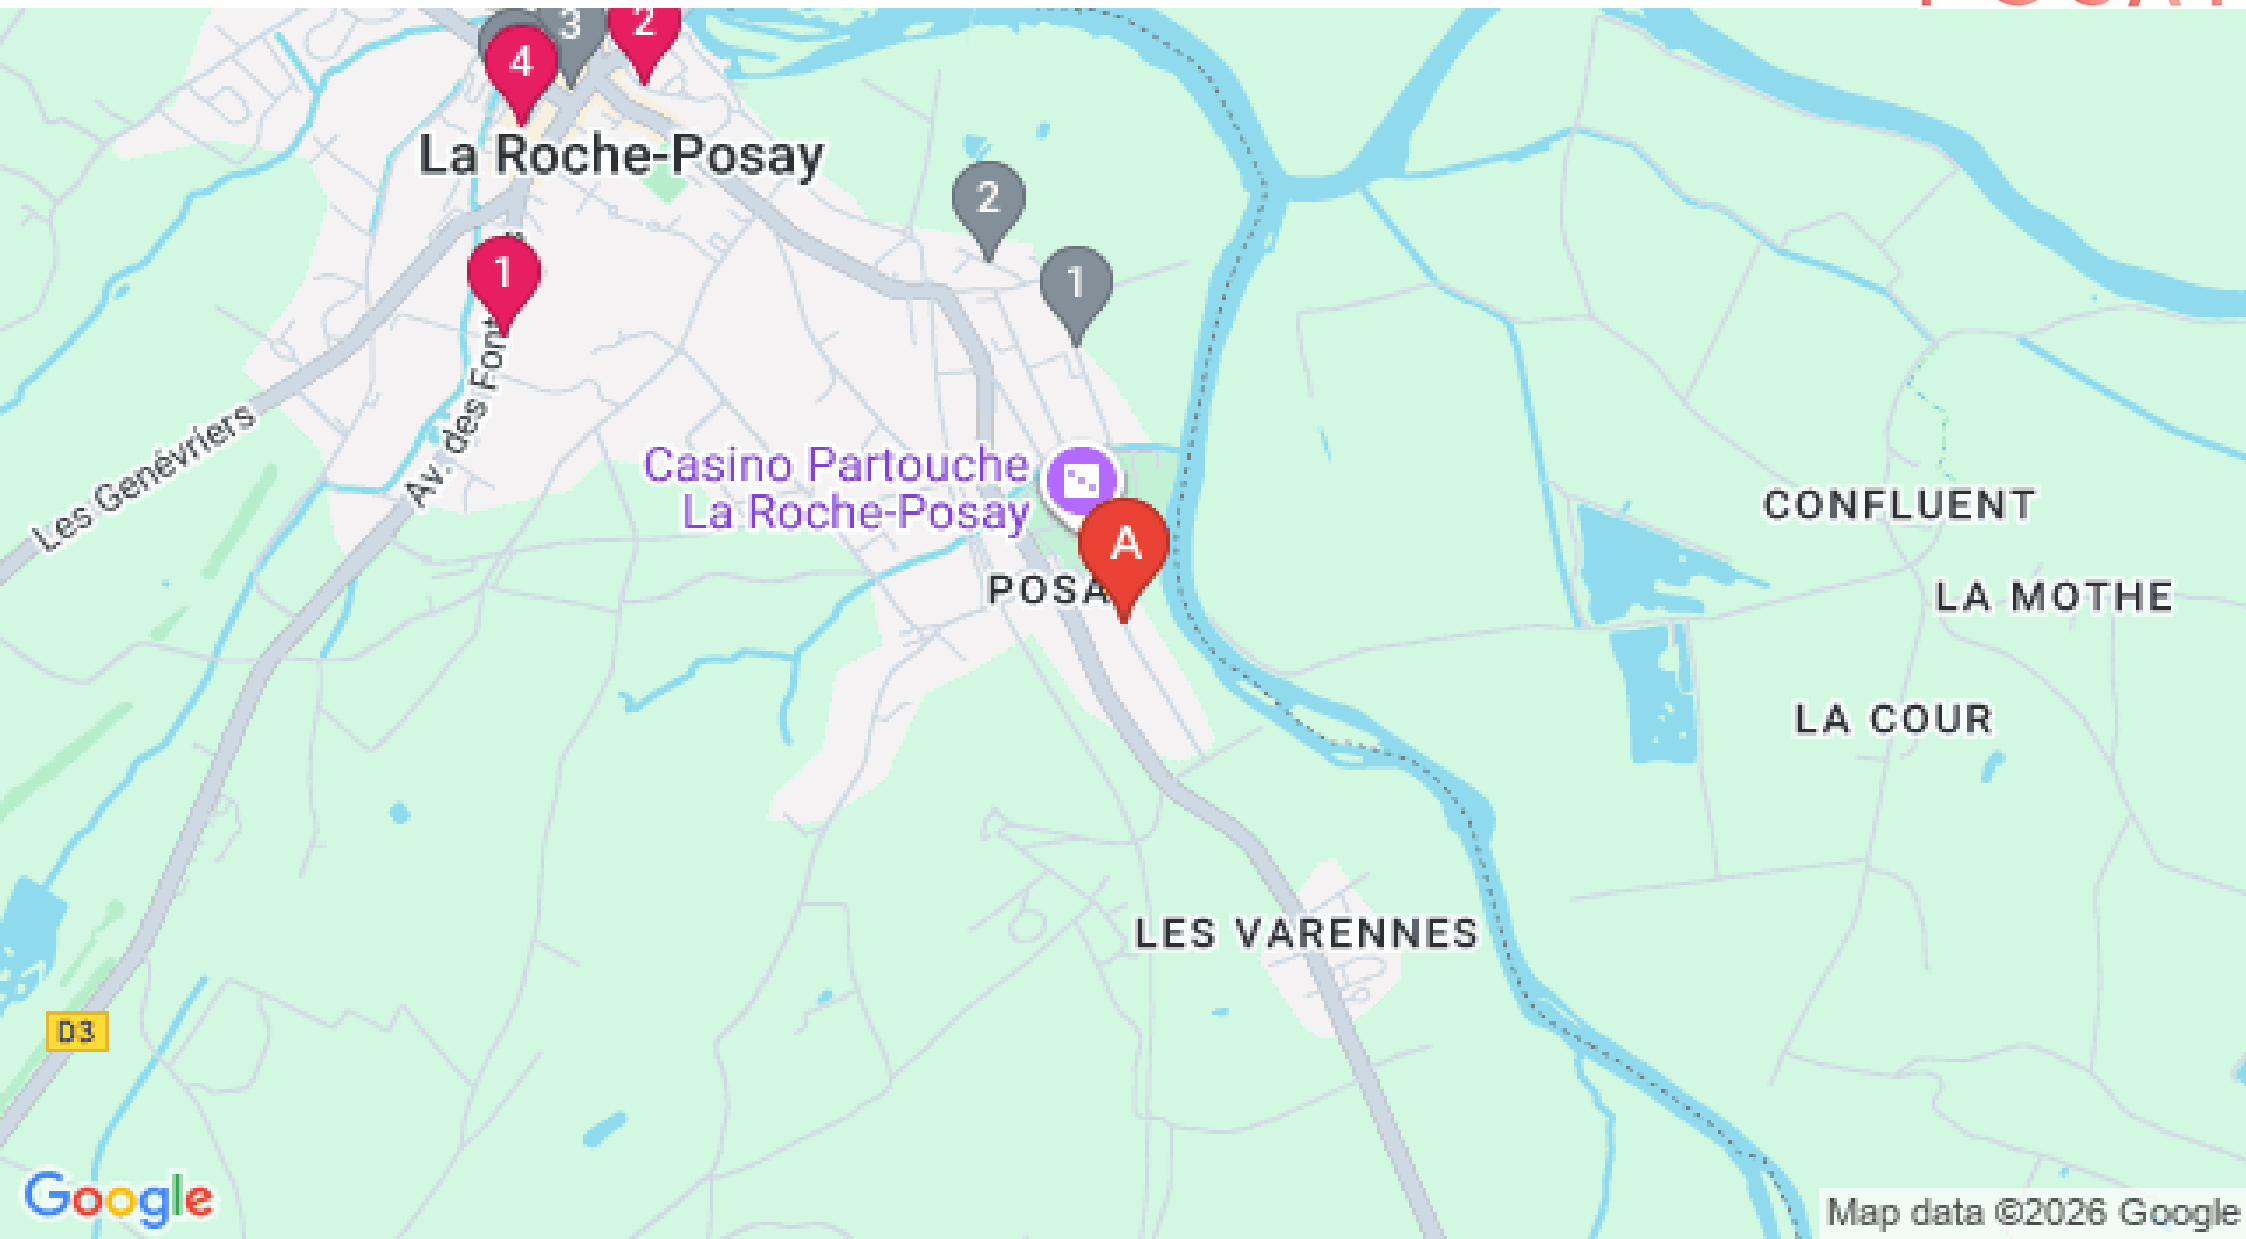 3
2
4
La Roche-Posay
2
1
1
Les Genévriers
Av. des Font
Casino Partouche
La Roche-Posay
A
POSA
CONFLUENT
LA MOTHE
LA COUR
LES VARENNES
D3
Google
Map data ©2026 Google